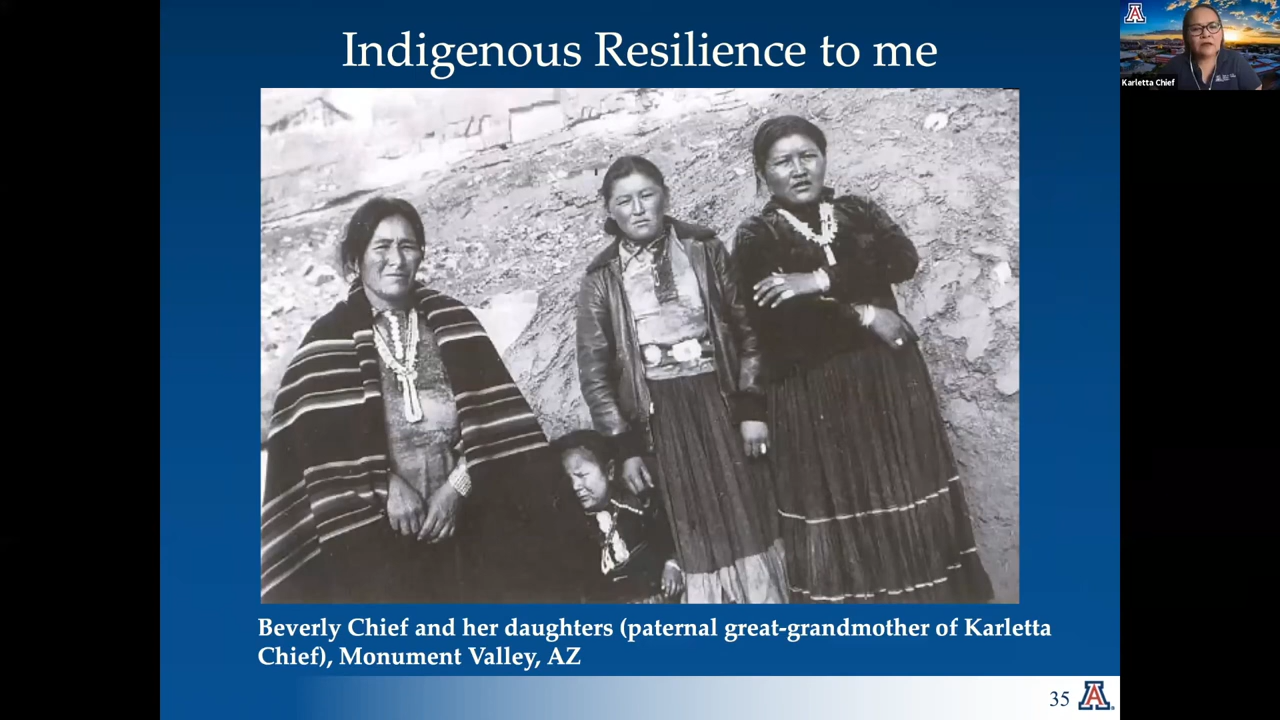 Indigenous Resilience to me
A
Karletta Chief
Beverly Chief and her daughters (paternal great-grandmother of Karletta
Chief), Monument Valley, AZ
35
A